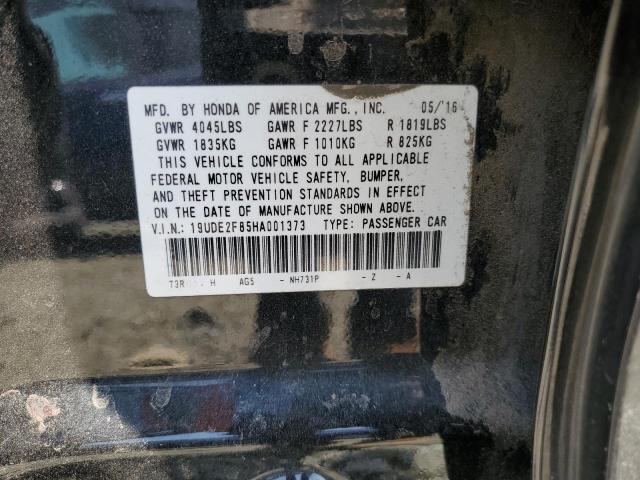 MFD. BY HONDA OF AMERICA MFG., INC. 05/'16
GVWR 4045LBS GAWR F 2227LBS R 1819LBS
GVWR 1835KG GAWR F 1010KG R 825KG
THIS VEHICLE CONFORMS TO ALL APPLICABLE
FEDERAL MOTOR VEHICLE SAFETY, BUMPER,
AND THEFT PREVENTION STANDARDS IN EFFECT
ON THE DATE OF MANUFACTURE SHOWN ABOVE.
V.I.N.: 19UDE2F85HA001373 TYPE: PASSENGER CAR
T3R H AG5 - NH731P - Z - A